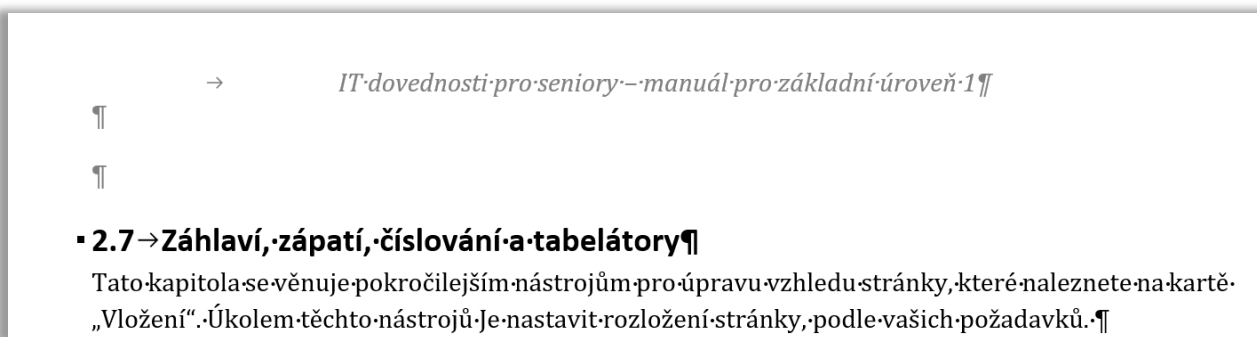 IT dovednosti pro seniory – manuál pro základní úroveň 1
2.7 Záhlaví, zápatí, číslování a tabelátory
Tato kapitola se věnuje pokročilejším nástrojům pro úpravu vzhledu stránky, které naleznete na kartě
„Vložení“. Úkolem těchto nástrojů Je nastavit rozložení stránky, podle vašich požadavků.